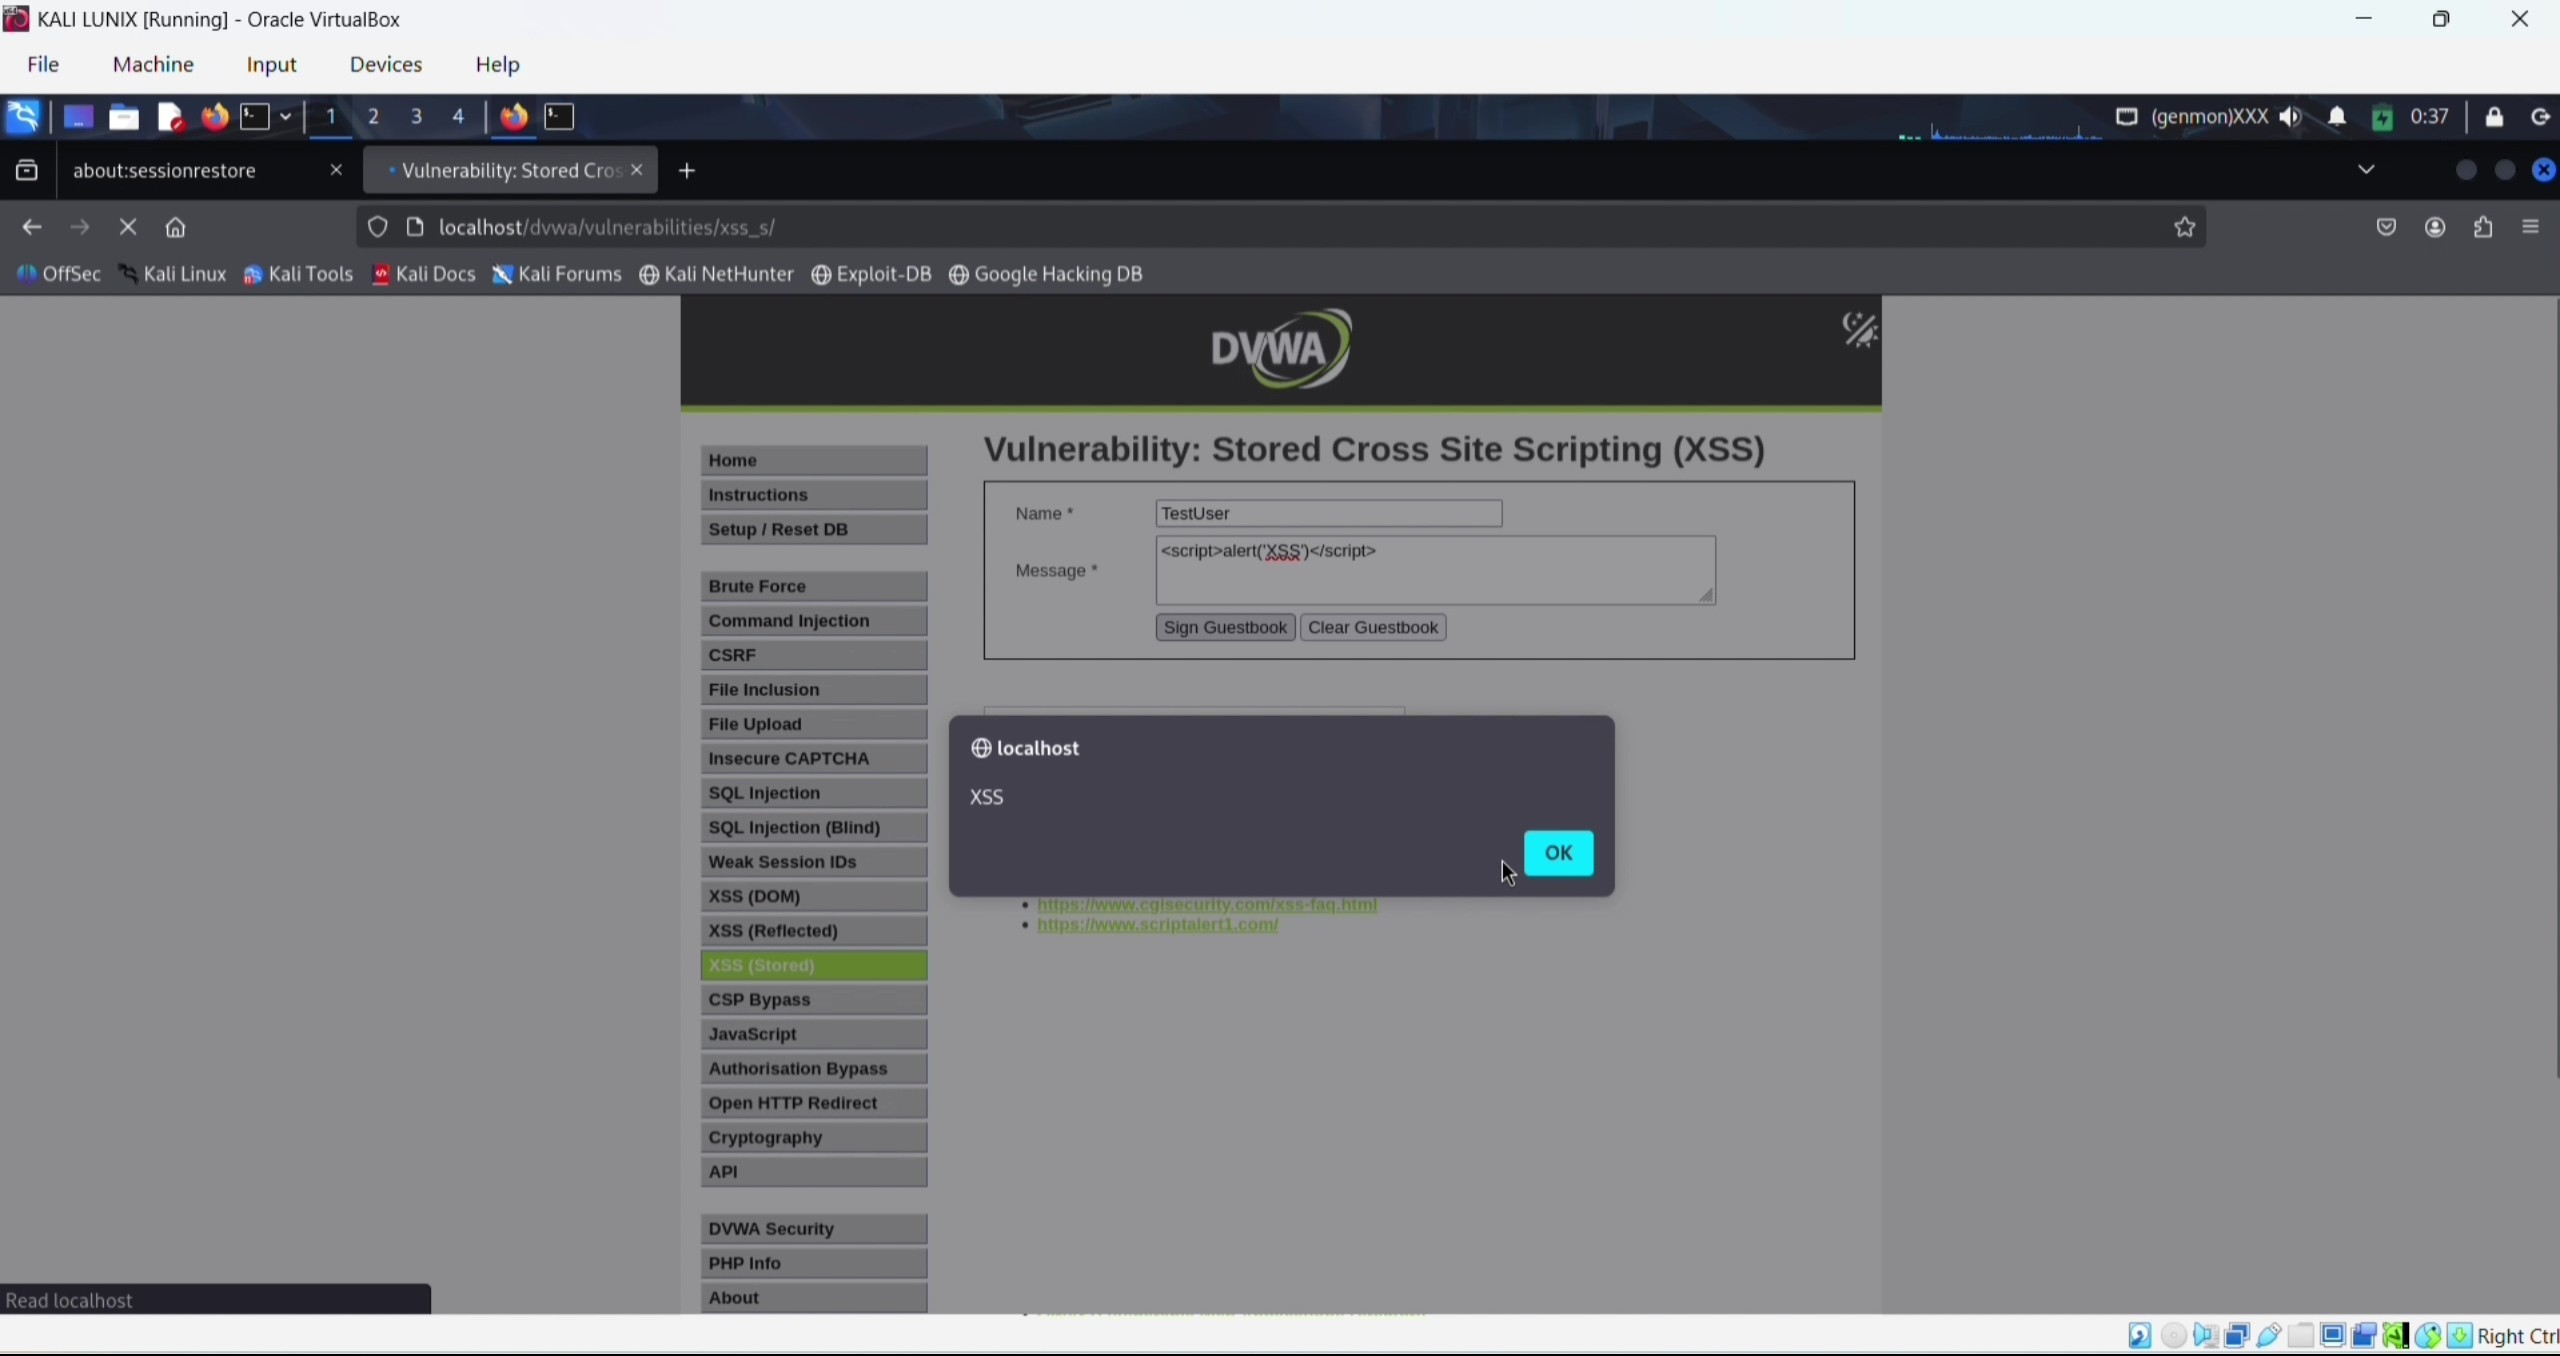 KALI LUNIX [Running] - Oracle VirtualBox
File Machine Input Devices Help
1 2 3 4 (genmon)XXX 0:37
about:sessionrestore Vulnerability: Stored Cros
localhost/dvwa/vulnerabilities/xss_s/
OffSec Kali Linux Kali Tools Kali Docs Kali Forums Kali NetHunter Exploit-DB Google Hacking DB
DVWA
Vulnerability: Stored Cross Site Scripting (XSS)
Name * TestUser
Message * <script>alert('XSS')</script>
Sign Guestbook Clear Guestbook
localhost
XSS
OK
https://www.cgisecurity.com/xss-faq.html
https://www.scriptalert1.com/
Home
Instructions
Setup / Reset DB
Brute Force
Command Injection
CSRF
File Inclusion
File Upload
Insecure CAPTCHA
SQL Injection
SQL Injection (Blind)
Weak Session IDs
XSS (DOM)
XSS (Reflected)
XSS (Stored)
CSP Bypass
JavaScript
Authorisation Bypass
Open HTTP Redirect
Cryptography
API
DVWA Security
PHP Info
About
Read localhost
Right Ctrl